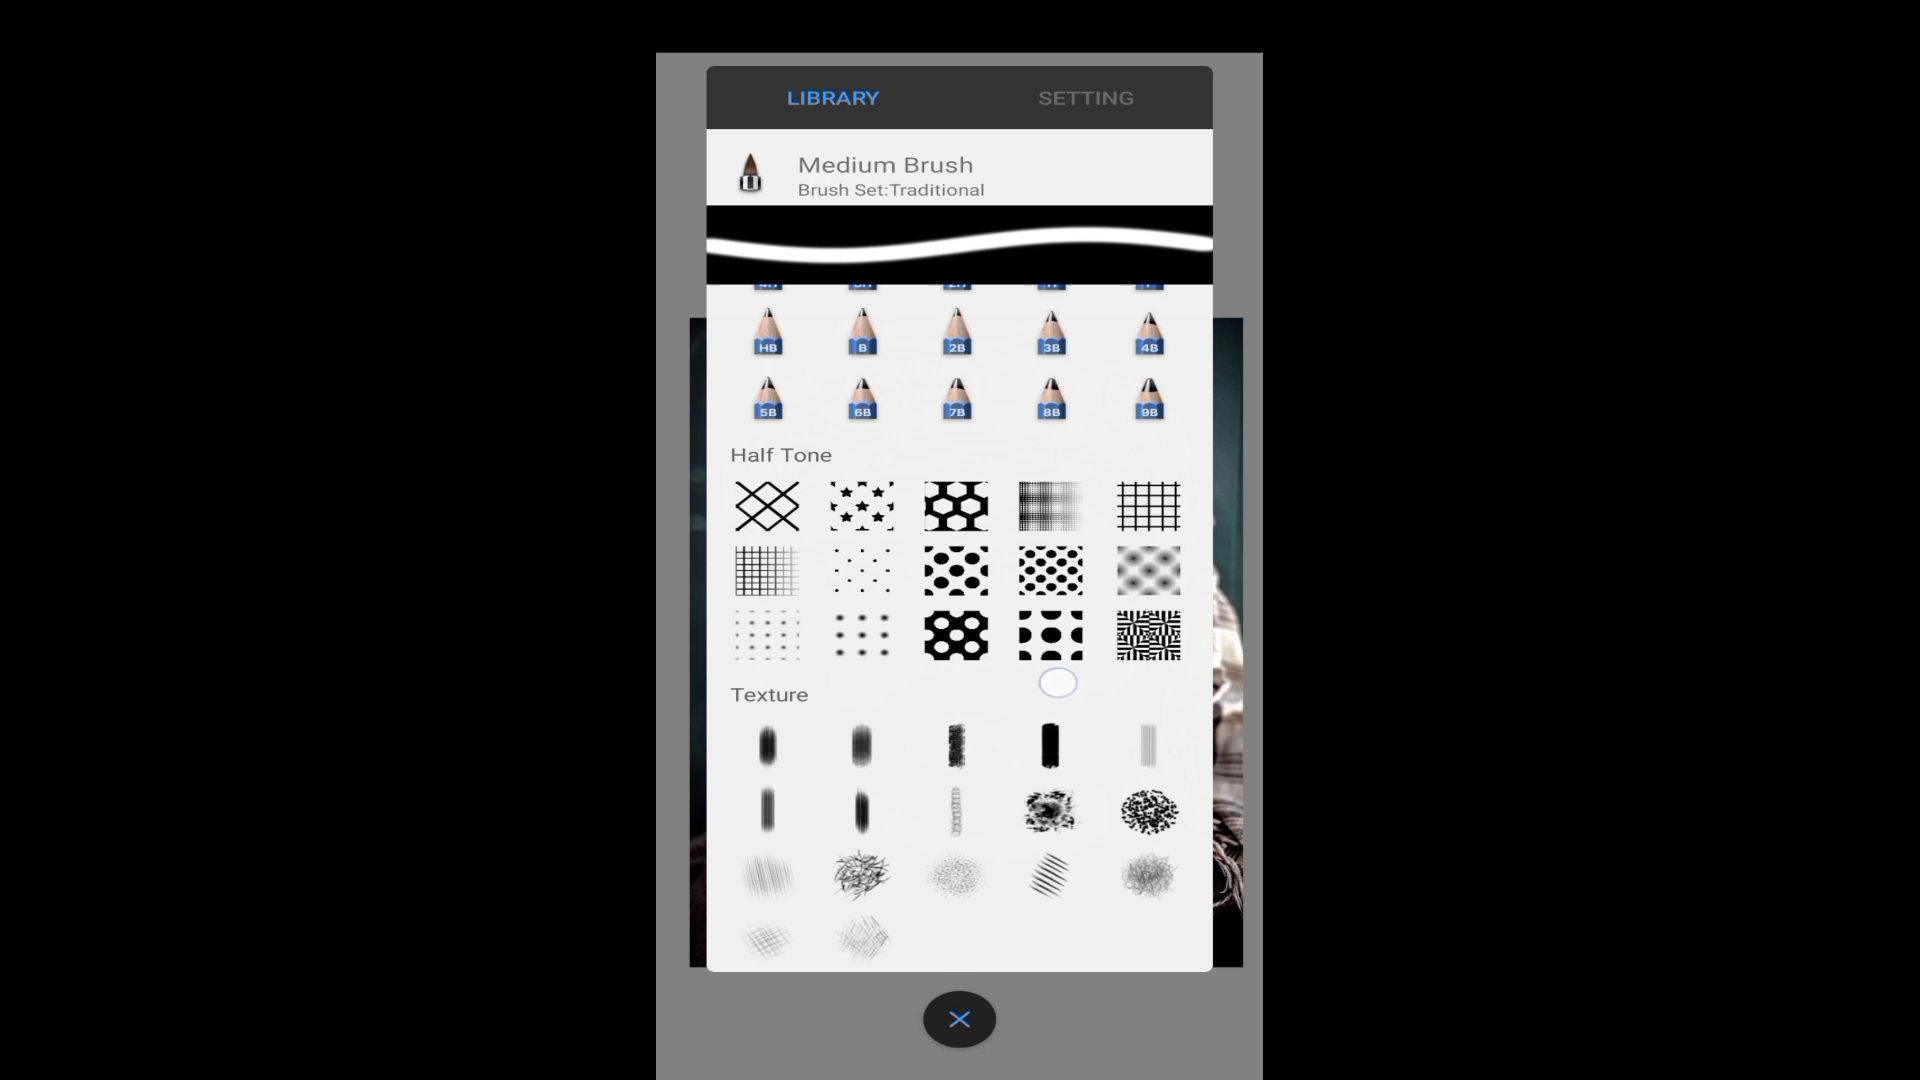 LIBRARY SETTING
Medium Brush
Brush Set:Traditional
HB B 2B 3B 4B
5B 6B 7B 8B 9B
Half Tone
Texture